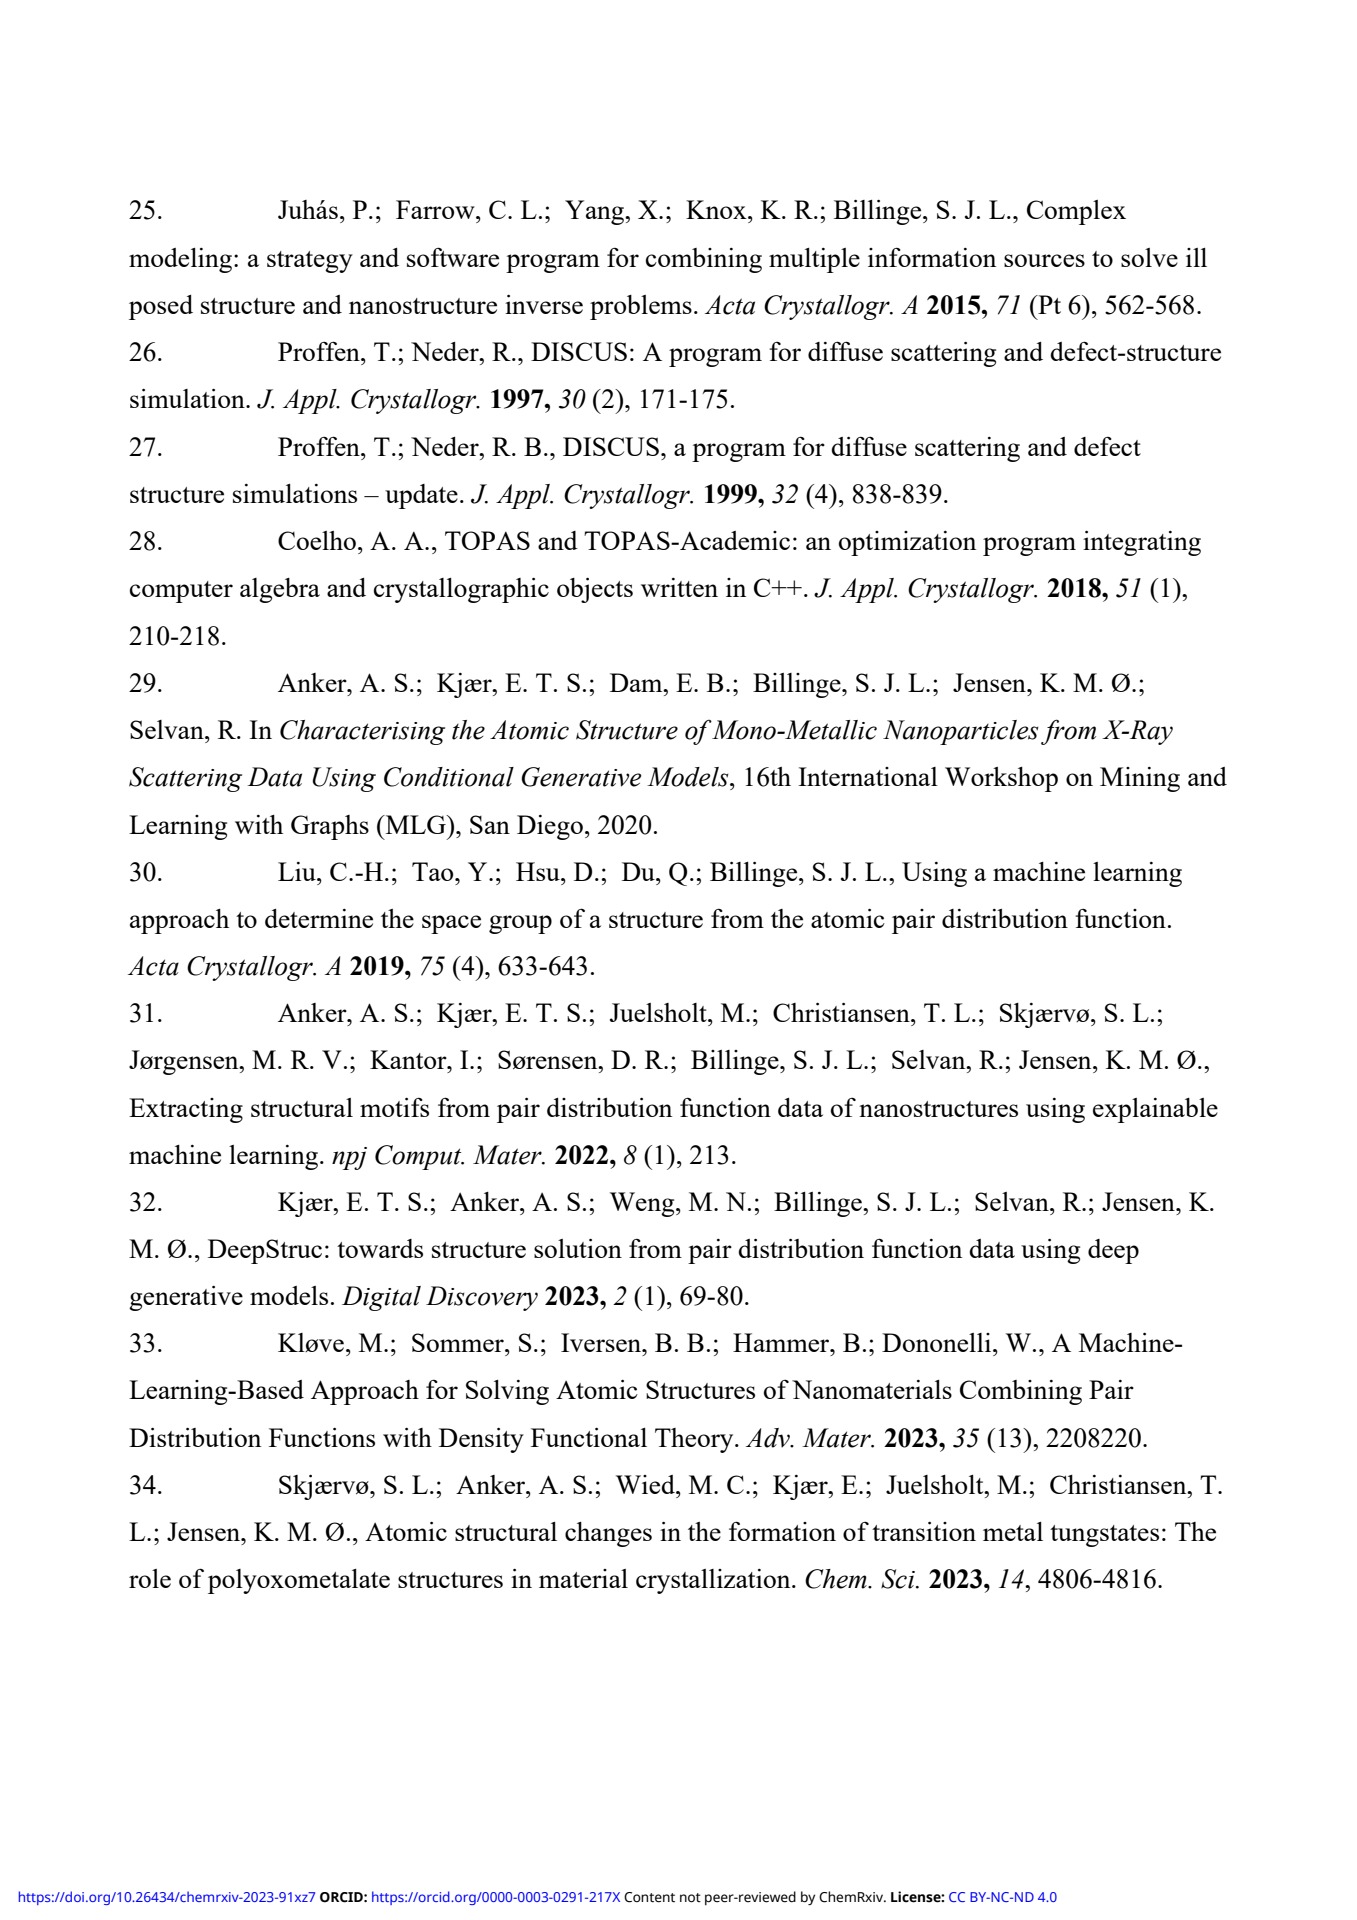 25. Juhás, P.; Farrow, C. L.; Yang, X.; Knox, K. R.; Billinge, S. J. L., Complex
modeling: a strategy and software program for combining multiple information sources to solve ill
posed structure and nanostructure inverse problems. Acta Crystallogr. A 2015, 71 (Pt 6), 562-568.
26. Proffen, T.; Neder, R., DISCUS: A program for diffuse scattering and defect-structure
simulation. J. Appl. Crystallogr. 1997, 30 (2), 171-175.
27. Proffen, T.; Neder, R. B., DISCUS, a program for diffuse scattering and defect
structure simulations – update. J. Appl. Crystallogr. 1999, 32 (4), 838-839.
28. Coelho, A. A., TOPAS and TOPAS-Academic: an optimization program integrating
computer algebra and crystallographic objects written in C++. J. Appl. Crystallogr. 2018, 51 (1),
210-218.
29. Anker, A. S.; Kjær, E. T. S.; Dam, E. B.; Billinge, S. J. L.; Jensen, K. M. Ø.;
Selvan, R. In Characterising the Atomic Structure of Mono-Metallic Nanoparticles from X-Ray
Scattering Data Using Conditional Generative Models, 16th International Workshop on Mining and
Learning with Graphs (MLG), San Diego, 2020.
30. Liu, C.-H.; Tao, Y.; Hsu, D.; Du, Q.; Billinge, S. J. L., Using a machine learning
approach to determine the space group of a structure from the atomic pair distribution function.
Acta Crystallogr. A 2019, 75 (4), 633-643.
31. Anker, A. S.; Kjær, E. T. S.; Juelsholt, M.; Christiansen, T. L.; Skjærvø, S. L.;
Jørgensen, M. R. V.; Kantor, I.; Sørensen, D. R.; Billinge, S. J. L.; Selvan, R.; Jensen, K. M. Ø.,
Extracting structural motifs from pair distribution function data of nanostructures using explainable
machine learning. npj Comput. Mater. 2022, 8 (1), 213.
32. Kjær, E. T. S.; Anker, A. S.; Weng, M. N.; Billinge, S. J. L.; Selvan, R.; Jensen, K.
M. Ø., DeepStruc: towards structure solution from pair distribution function data using deep
generative models. Digital Discovery 2023, 2 (1), 69-80.
33. Kløve, M.; Sommer, S.; Iversen, B. B.; Hammer, B.; Dononelli, W., A Machine-
Learning-Based Approach for Solving Atomic Structures of Nanomaterials Combining Pair
Distribution Functions with Density Functional Theory. Adv. Mater. 2023, 35 (13), 2208220.
34. Skjærvø, S. L.; Anker, A. S.; Wied, M. C.; Kjær, E.; Juelsholt, M.; Christiansen, T.
L.; Jensen, K. M. Ø., Atomic structural changes in the formation of transition metal tungstates: The
role of polyoxometalate structures in material crystallization. Chem. Sci. 2023, 14, 4806-4816.
https://doi.org/10.26434/chemrxiv-2023-91xz7 ORCID: https://orcid.org/0000-0003-0291-217X Content not peer-reviewed by ChemRxiv. License: CC BY-NC-ND 4.0